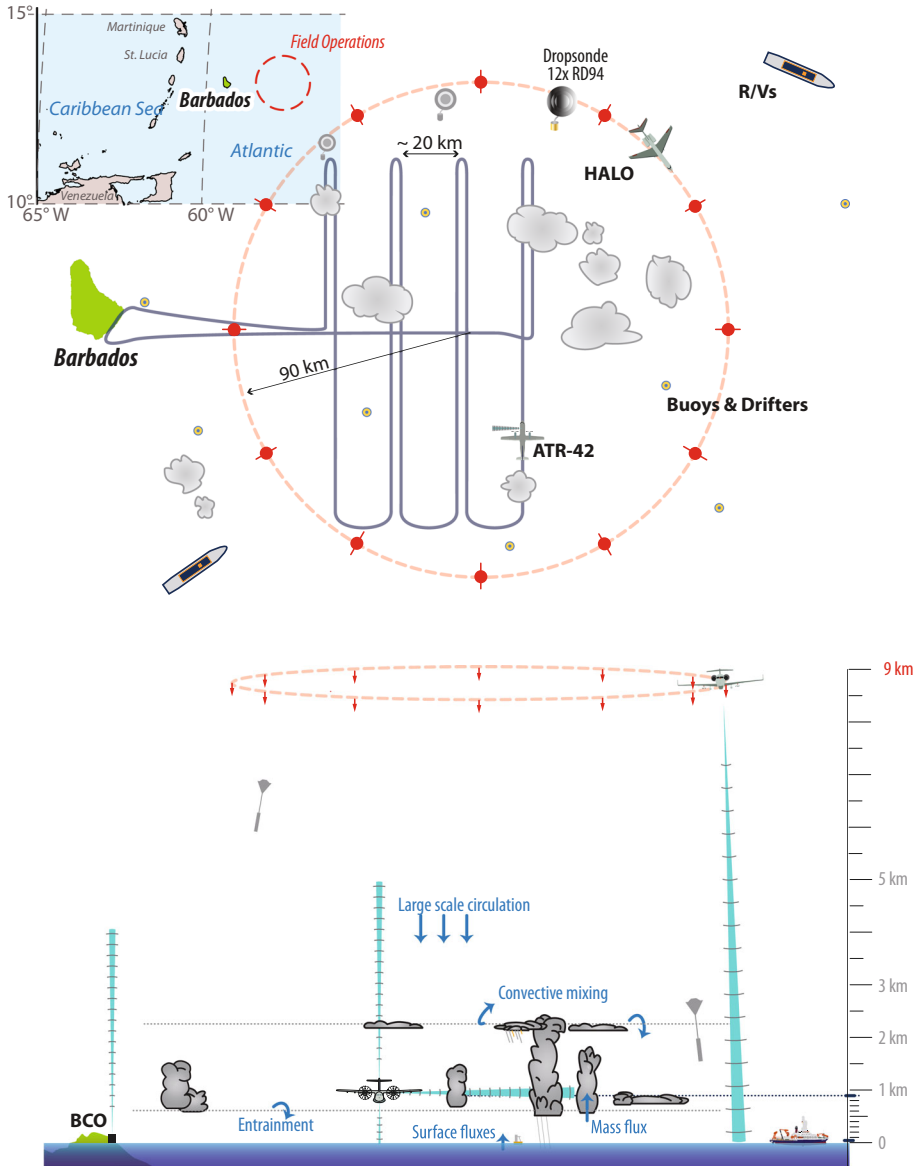 15°
Martinique
St. Lucia
Field Operations
Barbados
Caribbean Sea
Atlantic
Venezuela
10°
65° W
60° W
Dropsonde
12x RD94
R/Vs
HALO
~ 20 km
Barbados
90 km
Buoys & Drifters
ATR-42
9 km
5 km
Large scale circulation
3 km
Convective mixing
2 km
1 km
BCO
Entrainment
Surface fluxes
Mass flux
0